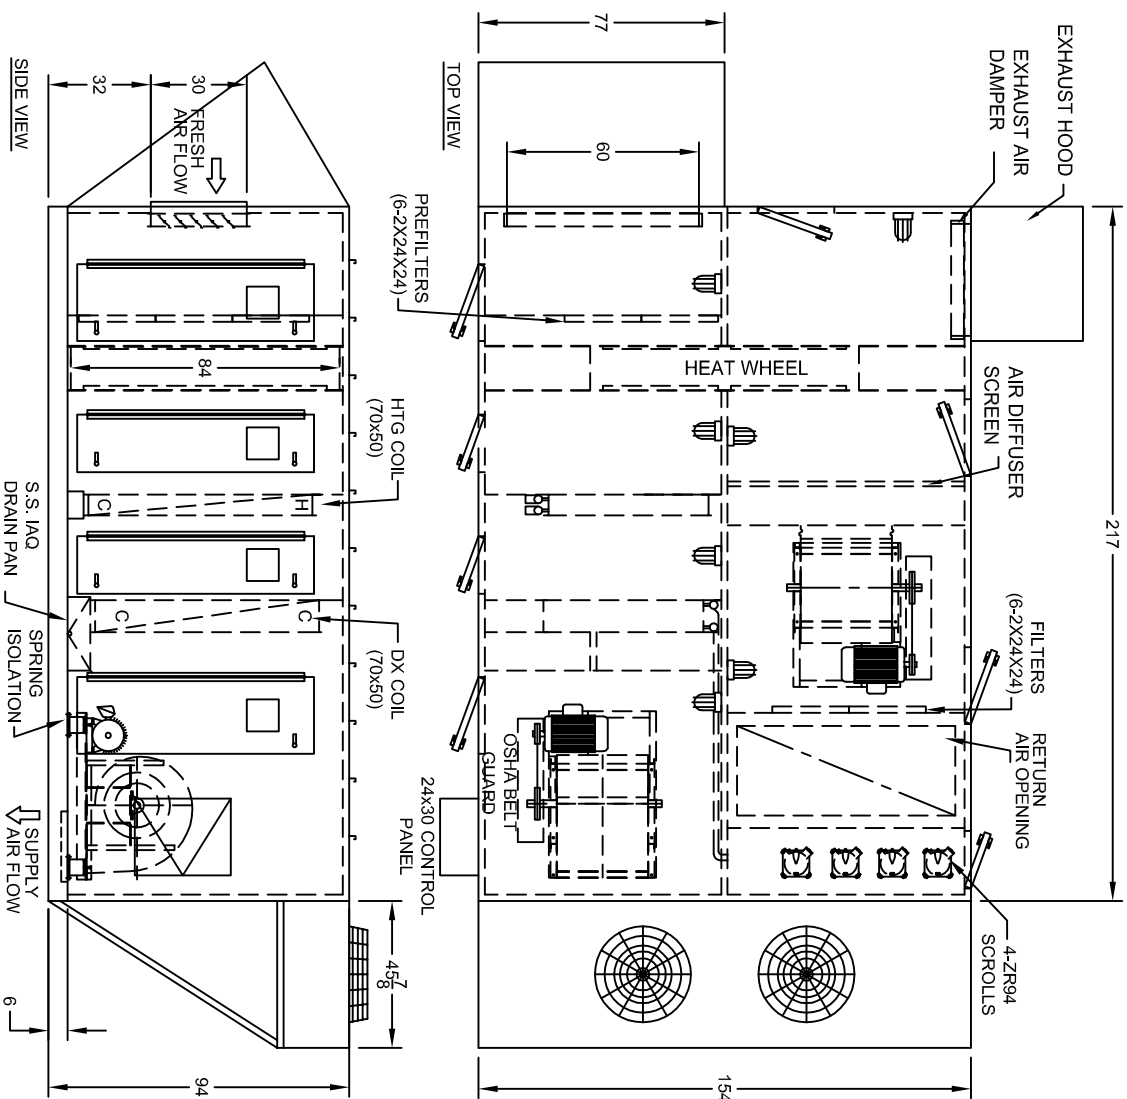 EXHAUST HOOD
EXHAUST AIR
DAMPER
AIR DIFFUSER
SCREEN
217
FILTERS
(6-2X24X24)
RETURN
AIR OPENING
4-ZR94
SCROLLS
77
60
TOP VIEW
PREFILTERS
(6-2X24X24)
HEAT WHEEL
OSHA BELT
GUARD
24x30 CONTROL
PANEL
154
SIDE VIEW
32
30
FRESH
AIR FLOW
84
HTG COIL
(70x50)
C
H
S.S. IAQ
DRAIN PAN
C
C
DX COIL
(70x50)
SPRING
ISOLATION
SUPPLY
AIR FLOW
45 7/8
6
94